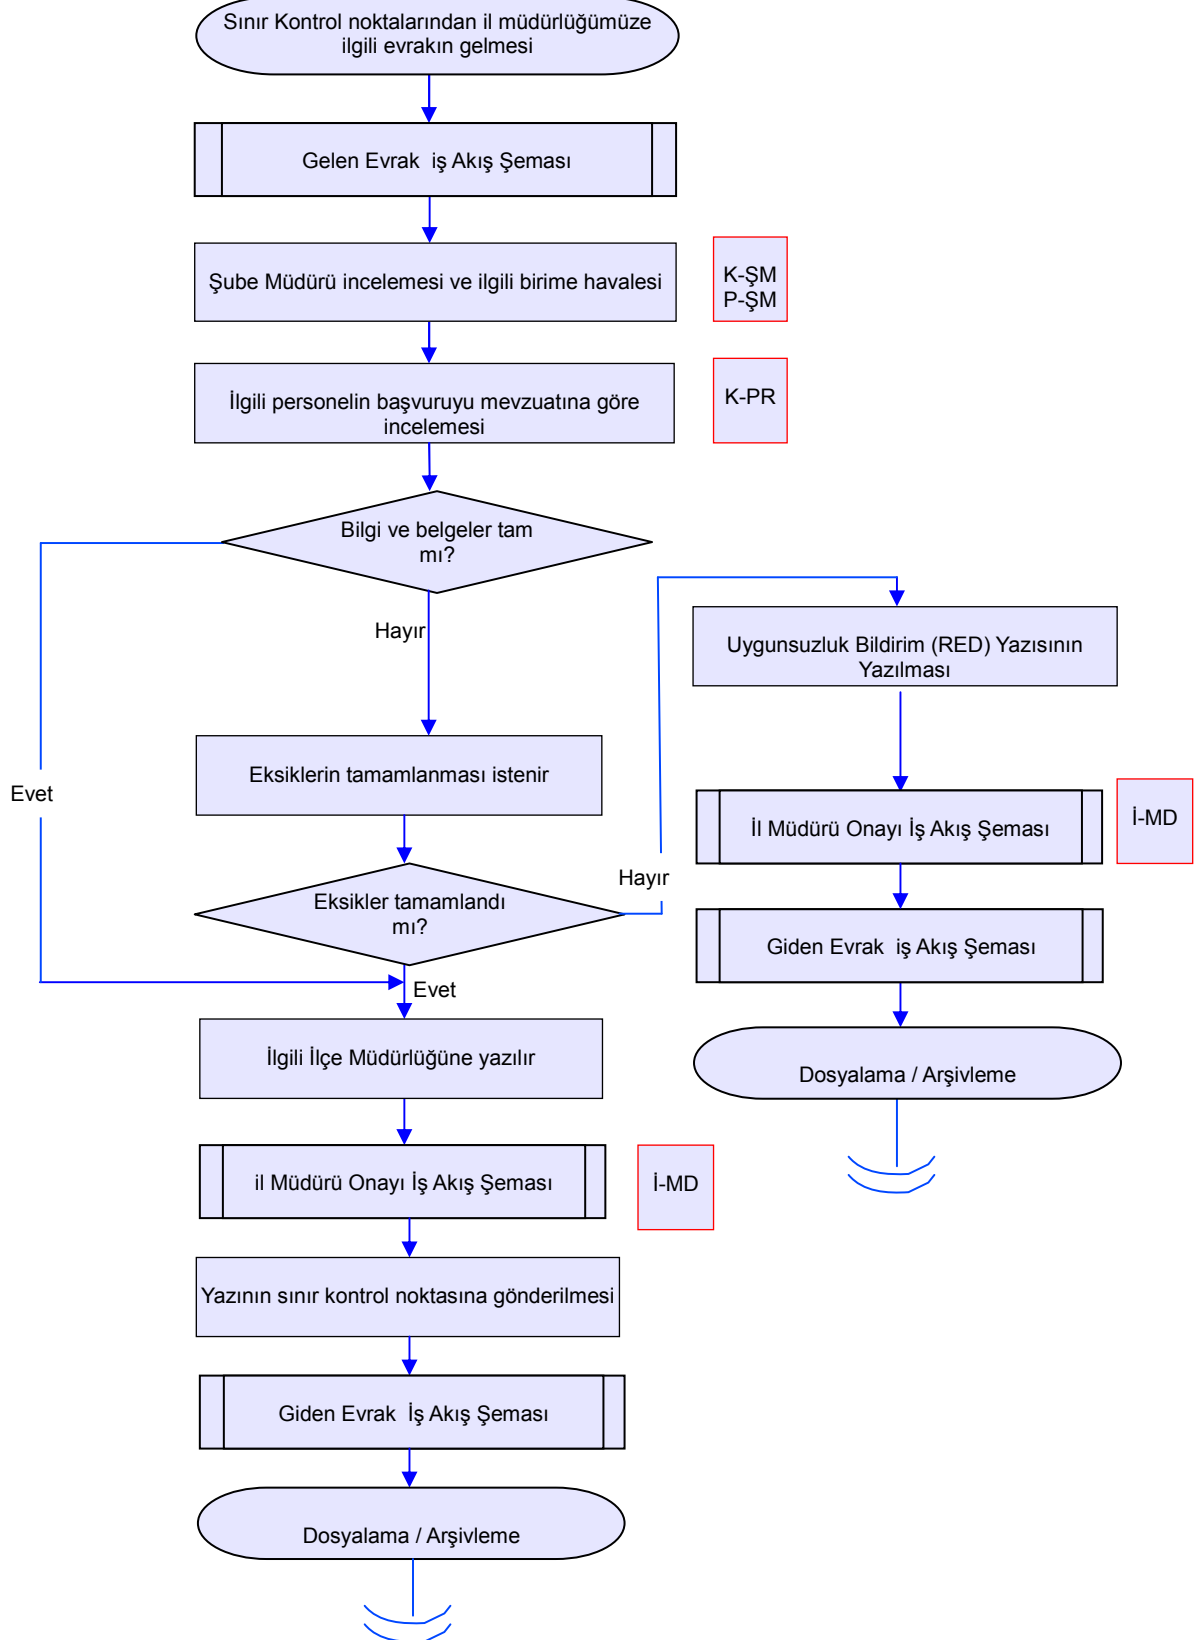 Sınır Kontrol noktalarından il müdürlüğümüze
ilgili evrakın gelmesi
Gelen Evrak iş Akış Şeması
Şube Müdürü incelemesi ve ilgili birime havalesi
K-ŞM
P-ŞM
İlgili personelin başvuruyu mevzuatına göre
incelemesi
K-PR
Bilgi ve belgeler tam
mı?
Hayır
Uygunsuzluk Bildirim (RED) Yazısının
Yazılması
Eksiklerin tamamlanması istenir
Evet
İl Müdürü Onayı İş Akış Şeması
İ-MD
Hayır
Eksikler tamamlandı
mı?
Giden Evrak iş Akış Şeması
Evet
İlgili İlçe Müdürlüğüne yazılır
Dosyalama / Arşivleme
il Müdürü Onayı İş Akış Şeması
İ-MD
Yazının sınır kontrol noktasına gönderilmesi
Giden Evrak İş Akış Şeması
Dosyalama / Arşivleme